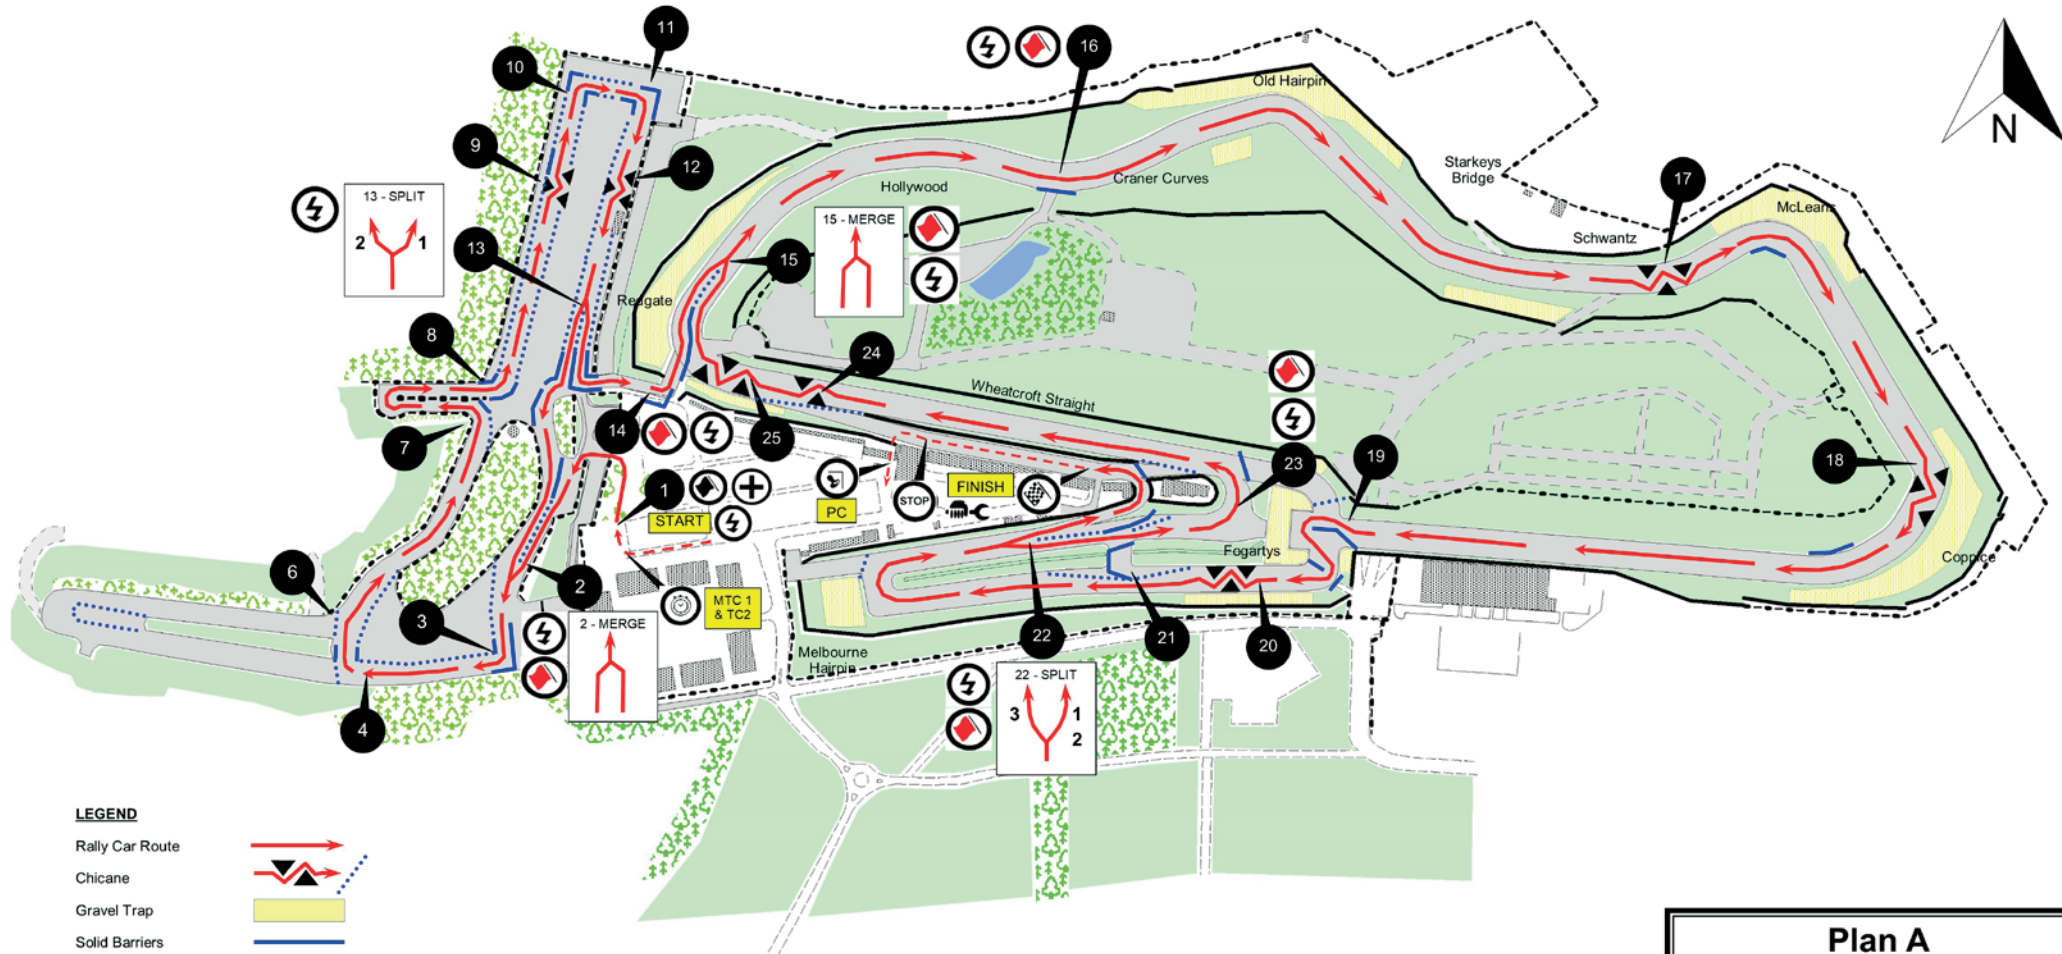 11
10
16
Old Hairpin
N
9
12
Starkeys
Bridge
17
Hollywood
Craner Curves
McLeans
13 - SPLIT
2
1
15 - MERGE
Schwantz
13
15
Redgate
8
24
Wheatcroft Straight
14
25
7
23
19
18
1
START
PC
STOP
FINISH
Fogartys
Coppice
6
2
3
MTC 1
& TC2
2 - MERGE
22
21
20
Melbourne
Hairpin
22 - SPLIT
3
1
2
4
LEGEND
Rally Car Route
Chicane
Gravel Trap
Solid Barriers
Plan A